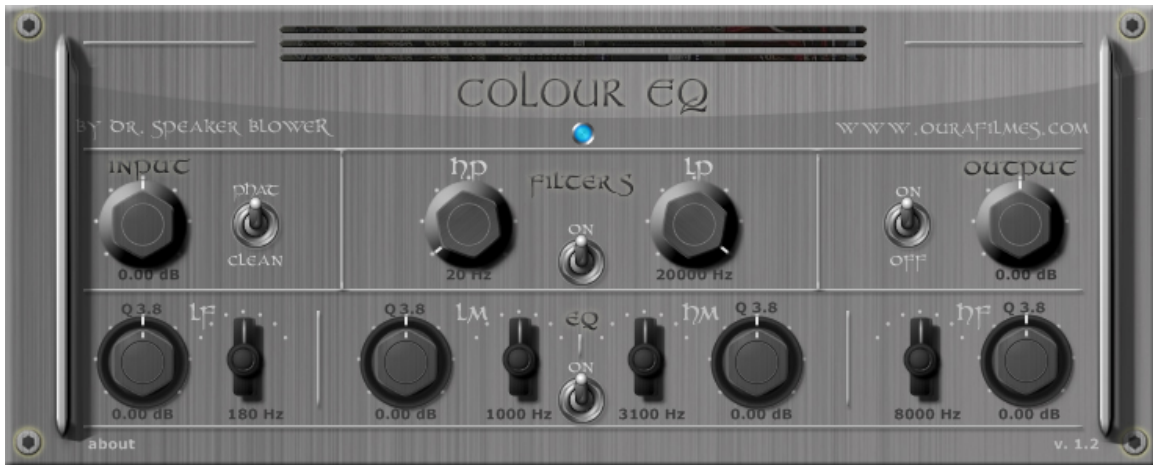 COLOUR EQ
BY DR. SPEAKER BLOWER
WWW.OURAFILMES.COM
INPUT
PHAT
CLEAN
0.00 dB
HP
20 Hz
FILTERS
ON
LP
20000 Hz
ON
OFF
OUTPUT
0.00 dB
Q 3.8
LF
0.00 dB
180 Hz
Q 3.8
LM
0.00 dB
1000 Hz
EQ
ON
HM
Q 3.8
3100 Hz
0.00 dB
HF
Q 3.8
8000 Hz
0.00 dB
about
v. 1.2